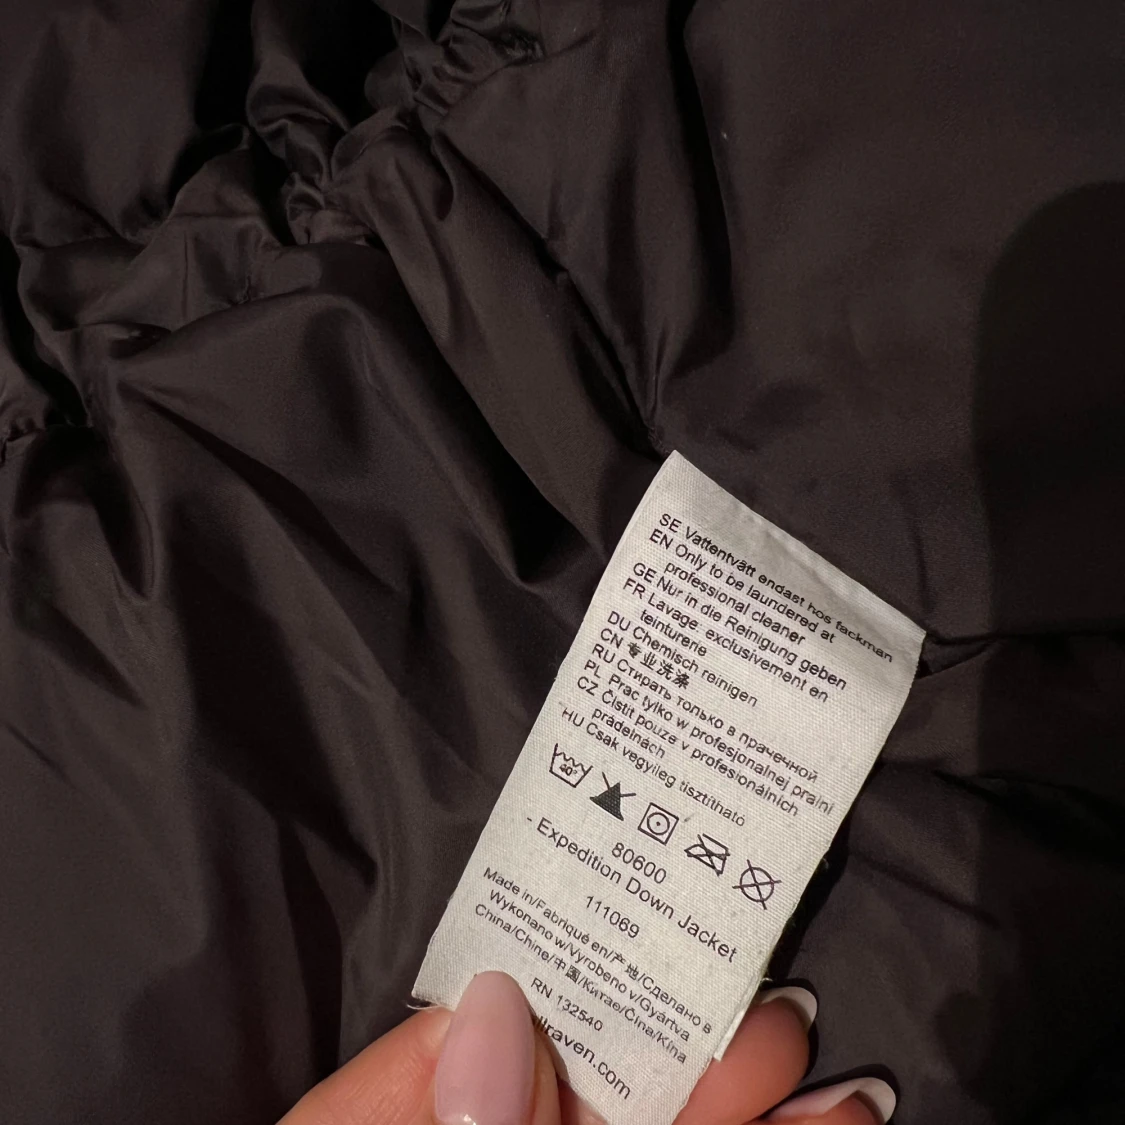 SE Vattentvätt endast hos fackman
EN Only to be laundered at
professional cleaner
GE Nur in die Reinigung geben
FR Lavage: exclusivement en
teinturerie
DU Chemisch reinigen
CN 专业洗涤
RU Стирать только в прачечной
PL Prac tylko w profesjonalnej pralni
CZ Čistit pouze v profesionálních
prádelnách
HU Csak vegyileg tisztítható
40°
80600
- Expedition Down Jacket
111069
Made in/Fabriqué en/产地/Сделано в
Wykonano w/Vyrobeno v/Gyártva
China/Chine/中国/Китае/Čína/Kína
RN 132540
llraven.com